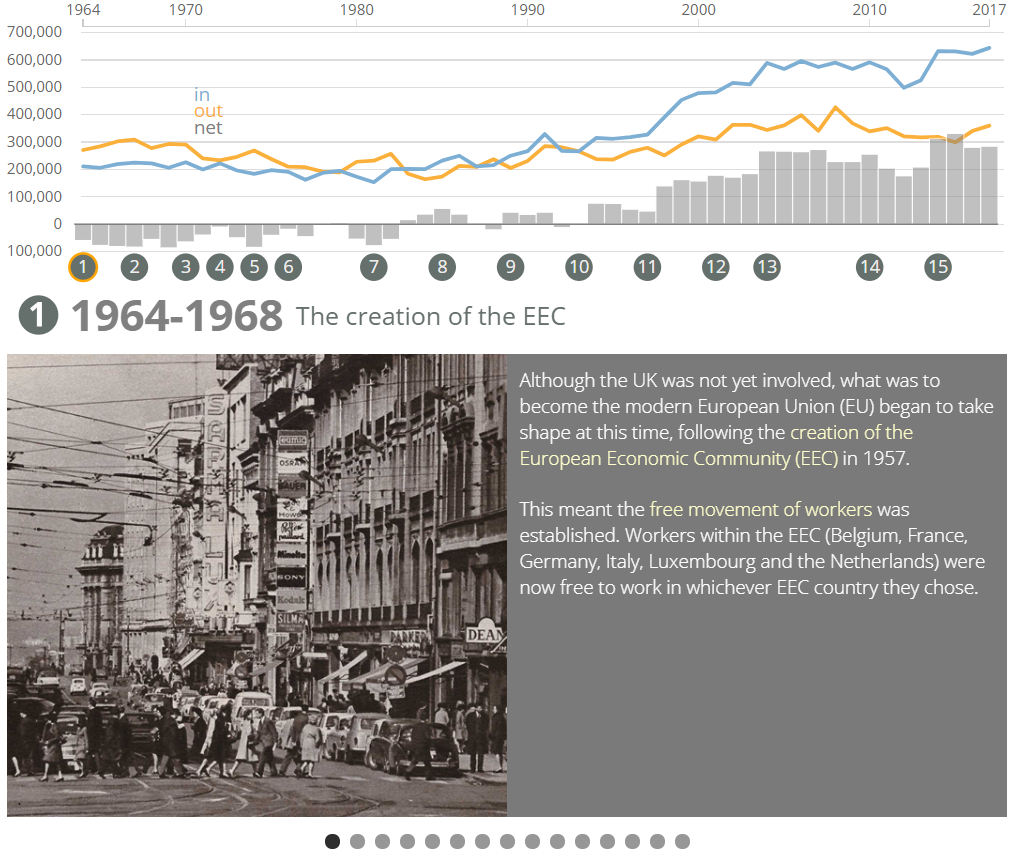 1964 1970 1980 1990 2000 2010 2017
700,000
600,000
500,000
400,000
300,000
200,000
100,000
0
100,000
in
out
net
1 2 3 4 5 6 7 8 9 10 11 12 13 14 15
1 1964-1968 The creation of the EEC
Although the UK was not yet involved, what was to
become the modern European Union (EU) began to take
shape at this time, following the creation of the
European Economic Community (EEC) in 1957.
This meant the free movement of workers was
established. Workers within the EEC (Belgium, France,
Germany, Italy, Luxembourg and the Netherlands) were
now free to work in whichever EEC country they chose.
OSRAM
BAUER
Minolta
SONY
Kodak
SILMA
PARKER
DEAN